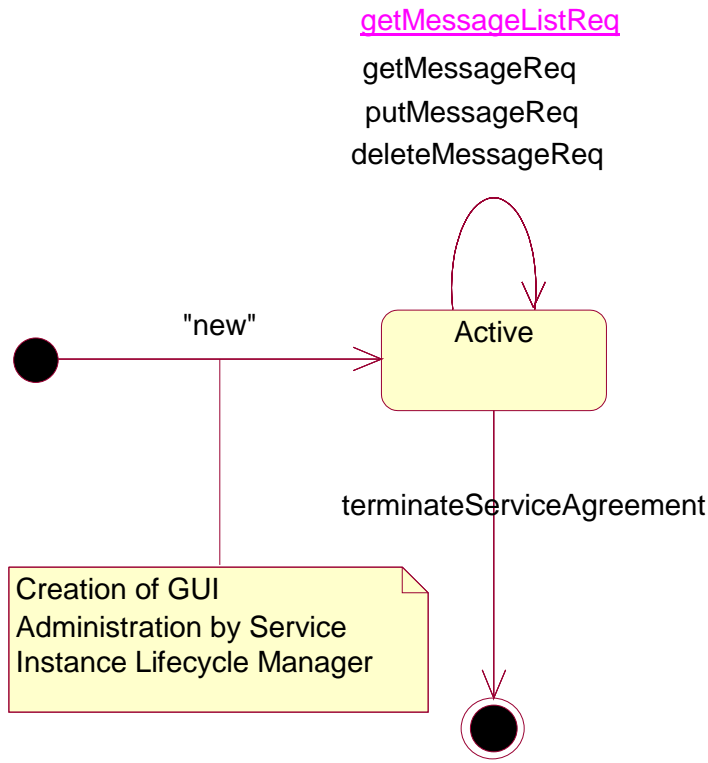 getMessageListReq
getMessageReq
putMessageReq
deleteMessageReq
"new"
Active
terminateServiceAgreement
Creation of GUI
Administration by Service
Instance Lifecycle Manager